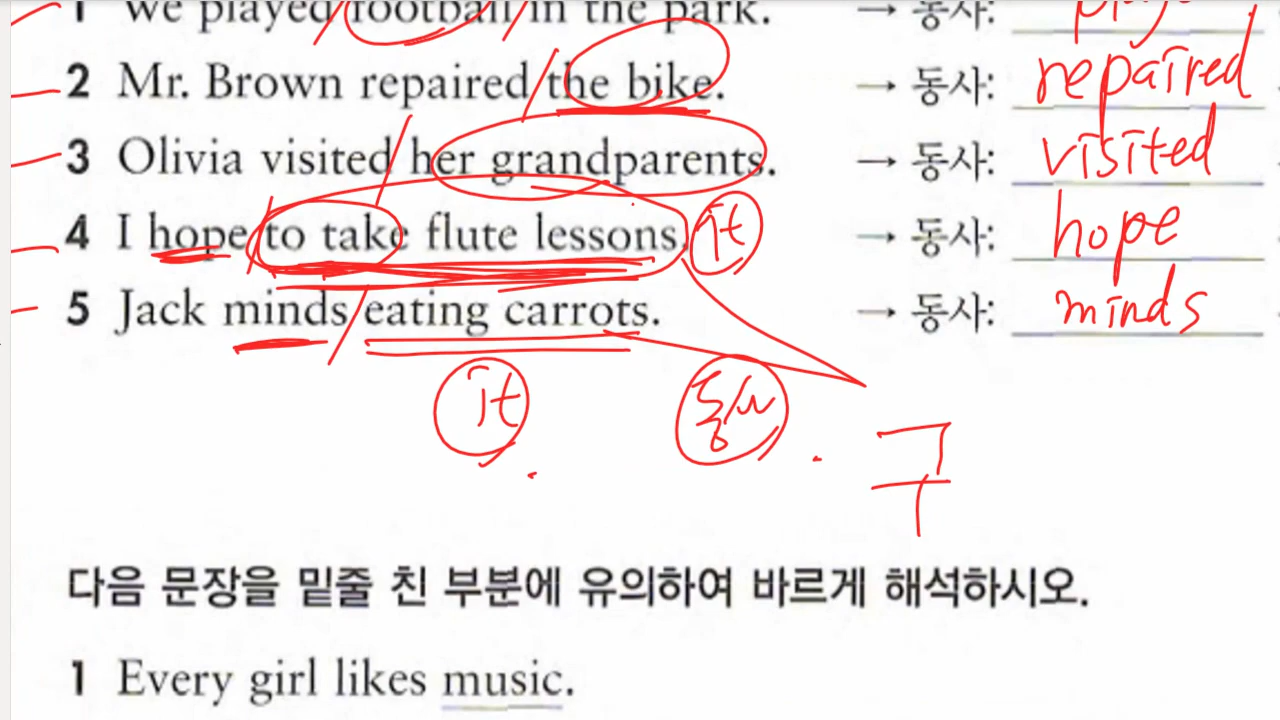 1 We played football in the park. → 동사: played
2 Mr. Brown repaired the bike. → 동사: repaired
3 Olivia visited her grandparents. → 동사: visited
4 I hope to take flute lessons. it → 동사: hope
5 Jack minds eating carrots. → 동사: minds
it 동사
구
다음 문장을 밑줄 친 부분에 유의하여 바르게 해석하시오.
1 Every girl likes music.